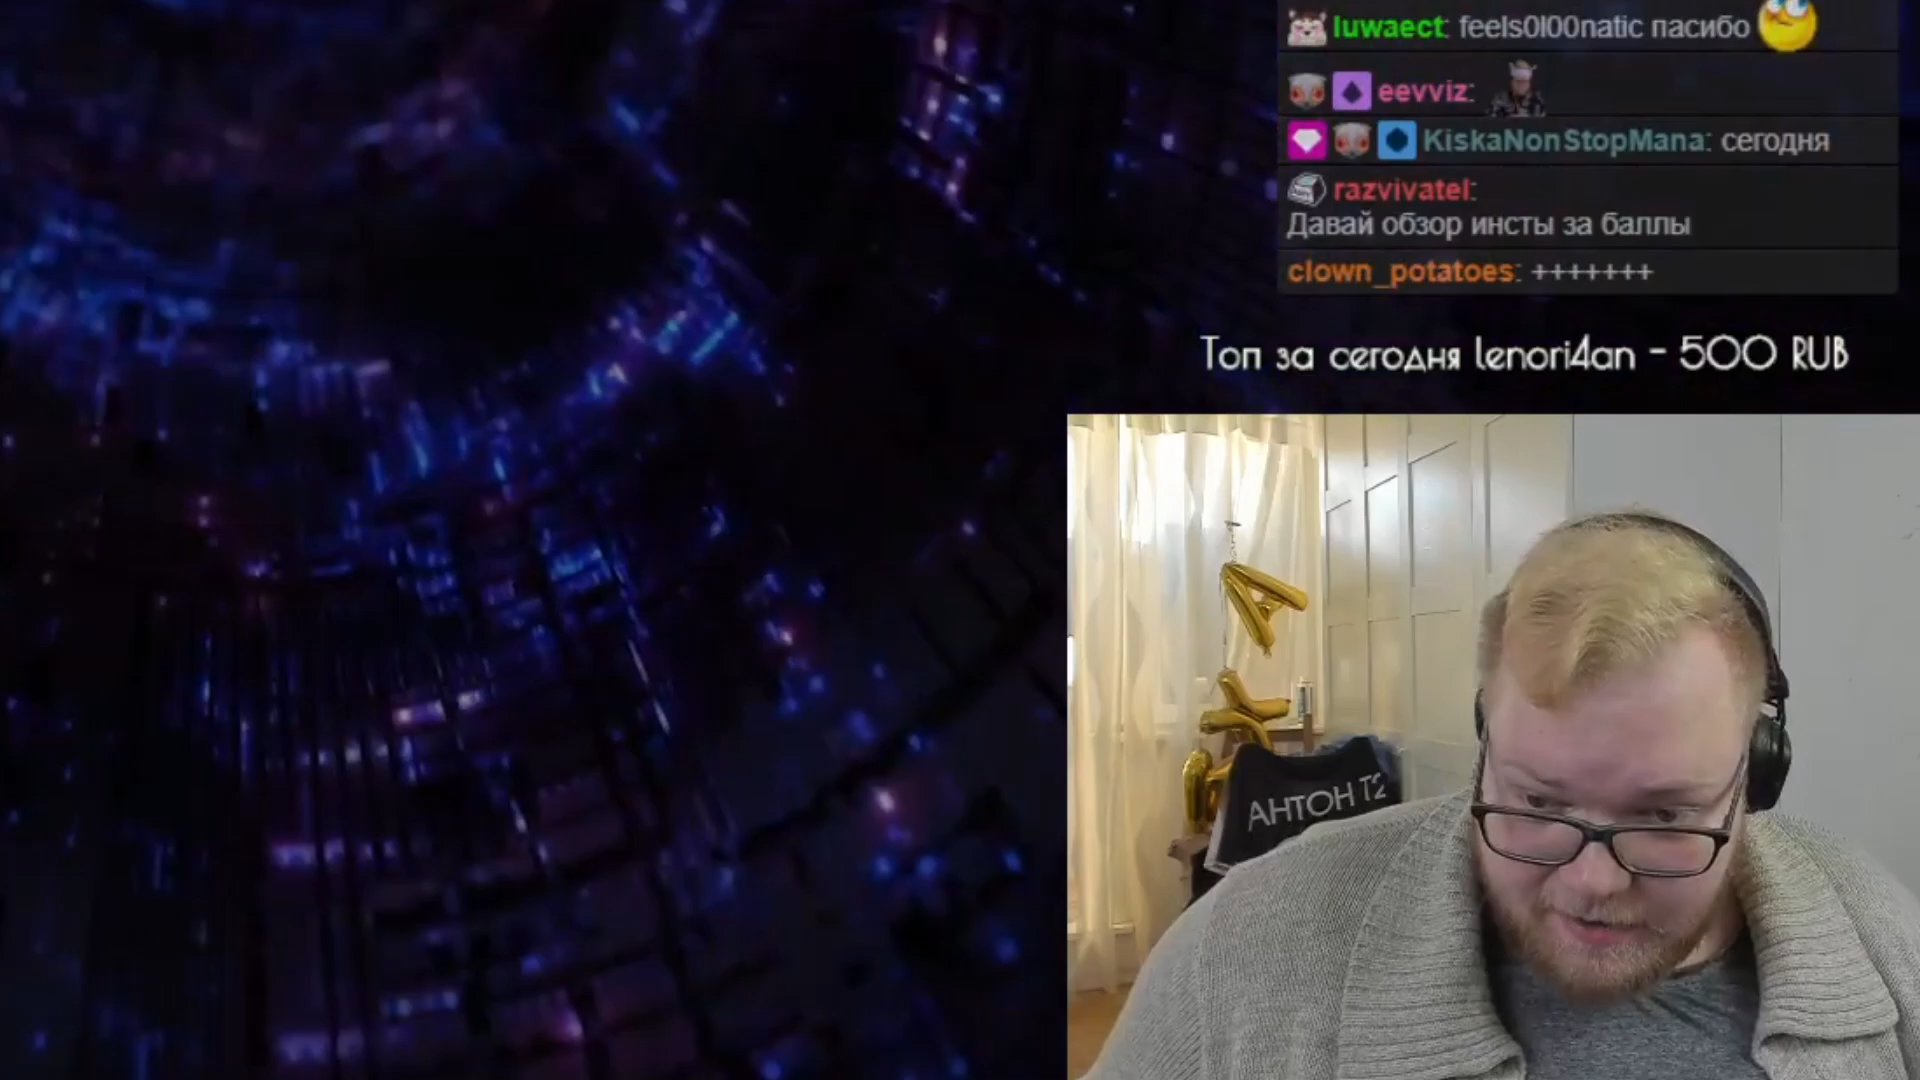 luwaect: feels0l00natic пасибо
eevviz:
KiskaNonStopMana: сегодня
razvivatel:
Давай обзор инсты за баллы
clown_potatoes: +++++++
Топ за сегодня lenori4an - 500 RUB
АНТОН Т2